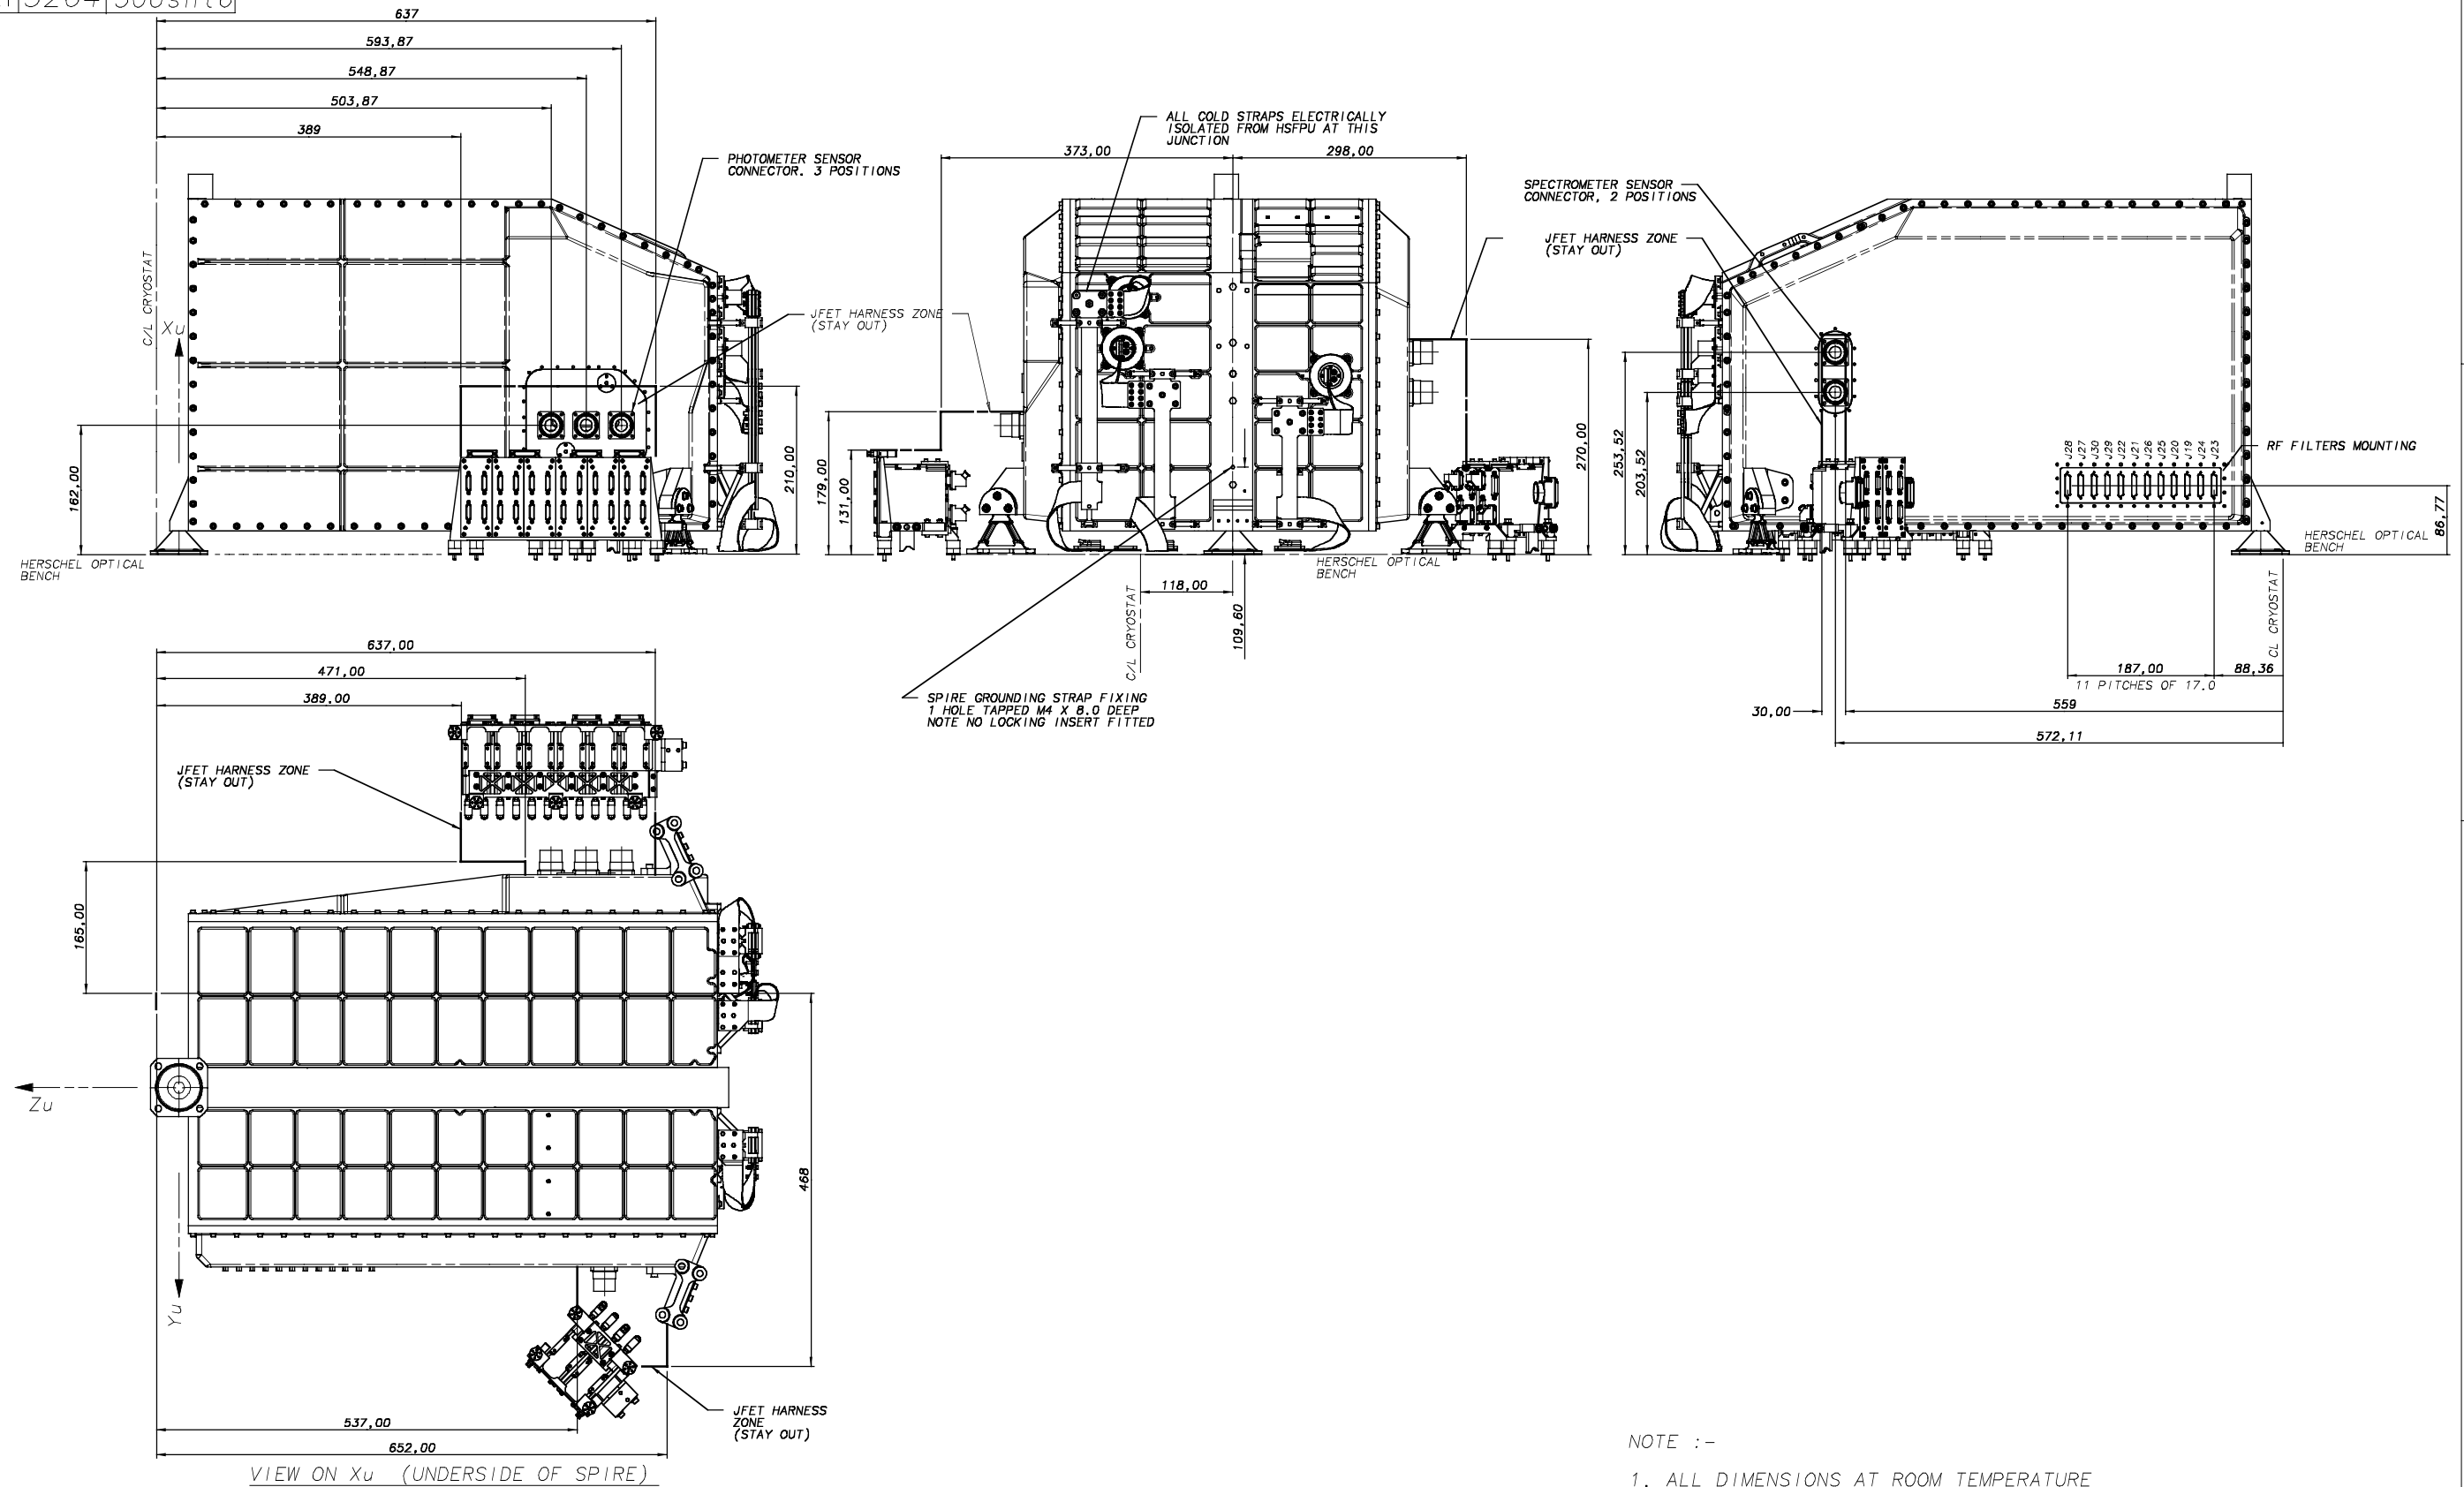 3264
637
593,87
548,87
503,87
389
PHOTOMETER SENSOR
CONNECTOR. 3 POSITIONS
C/L CRYOSTAT
Xu
JFET HARNESS ZONE
(STAY OUT)
162,00
210,00
HERSCHEL OPTICAL
BENCH
ALL COLD STRAPS ELECTRICALLY
ISOLATED FROM HSFPU AT THIS
JUNCTION
373,00
298,00
179,00
131,00
270,00
118,00
109,60
C/L CRYOSTAT
HERSCHEL OPTICAL
BENCH
SPIRE GROUNDING STRAP FIXING
1 HOLE TAPPED M4 X 8.0 DEEP
NOTE NO LOCKING INSERT FITTED
SPECTROMETER SENSOR
CONNECTOR, 2 POSITIONS
JFET HARNESS ZONE
(STAY OUT)
253,52
203,52
J28
J27
J30
J29
J22
J21
J26
J25
J20
J19
J24
J23
RF FILTERS MOUNTING
86,77
HERSCHEL OPTICAL
BENCH
CL CRYOSTAT
187,00
88,36
11 PITCHES OF 17.0
30,00
559
572,11
637,00
471,00
389,00
JFET HARNESS ZONE
(STAY OUT)
165,00
468
Zu
Yu
JFET HARNESS
ZONE
(STAY OUT)
537,00
652,00
VIEW ON Xu (UNDERSIDE OF SPIRE)
NOTE :-
1. ALL DIMENSIONS AT ROOM TEMPERATURE